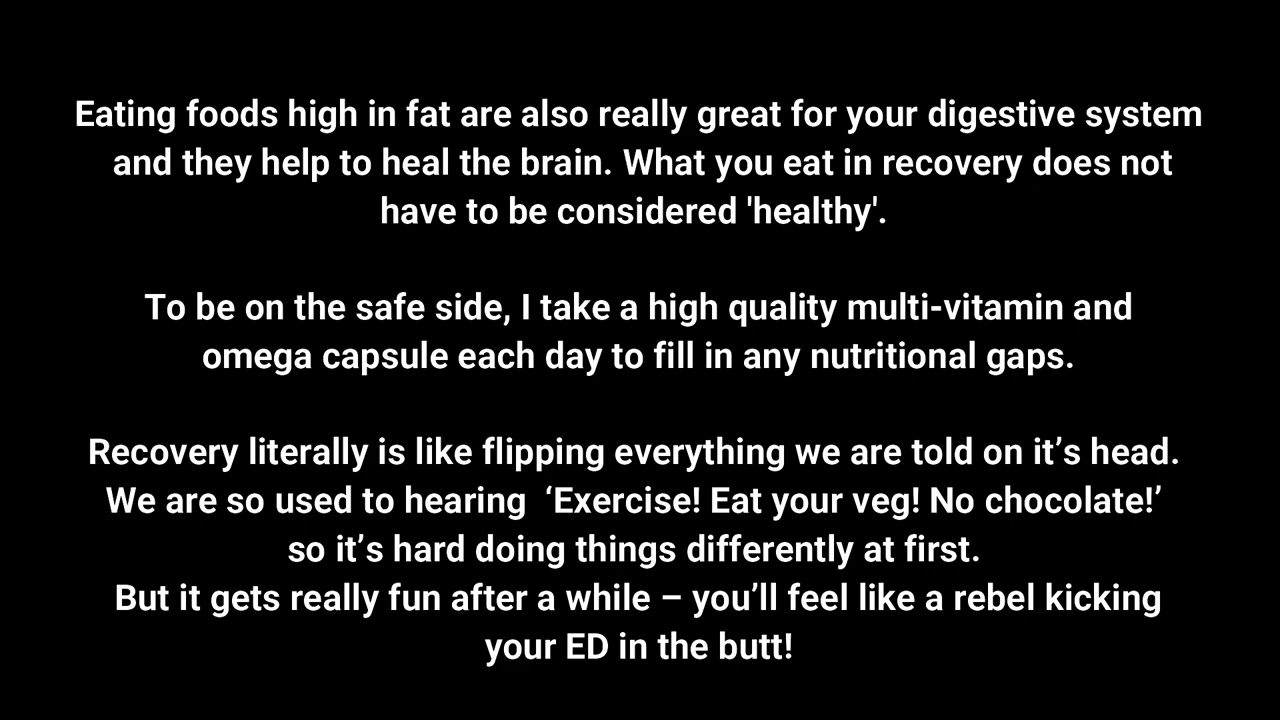 Eating foods high in fat are also really great for your digestive system
and they help to heal the brain. What you eat in recovery does not
have to be considered 'healthy'.
To be on the safe side, I take a high quality multi-vitamin and
omega capsule each day to fill in any nutritional gaps.
Recovery literally is like flipping everything we are told on it’s head.
We are so used to hearing  ‘Exercise! Eat your veg! No chocolate!’
so it’s hard doing things differently at first.
But it gets really fun after a while – you’ll feel like a rebel kicking
your ED in the butt!